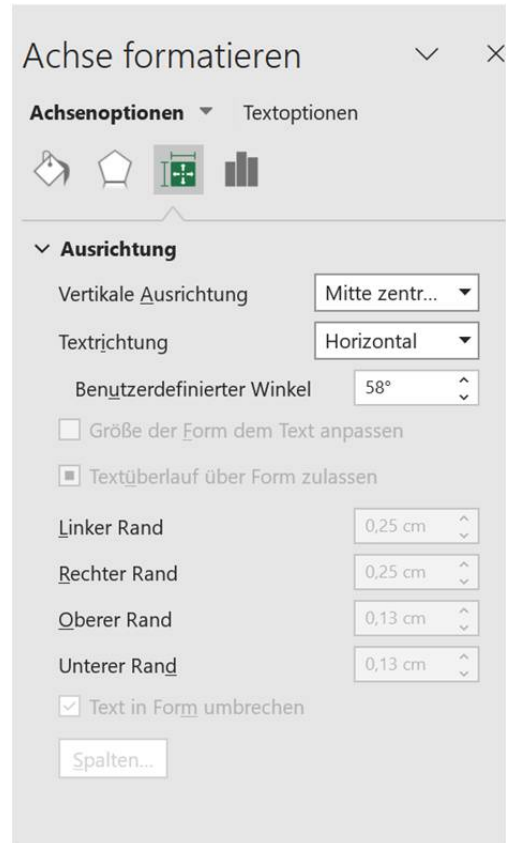 Achse formatieren
Achsenoptionen Textoptionen
Ausrichtung
Vertikale Ausrichtung Mitte zentr...
Textrichtung Horizontal
Benutzerdefinierter Winkel 58°
Größe der Form dem Text anpassen
Textüberlauf über Form zulassen
Linker Rand 0,25 cm
Rechter Rand 0,25 cm
Oberer Rand 0,13 cm
Unterer Rand 0,13 cm
Text in Form umbrechen
Spalten...